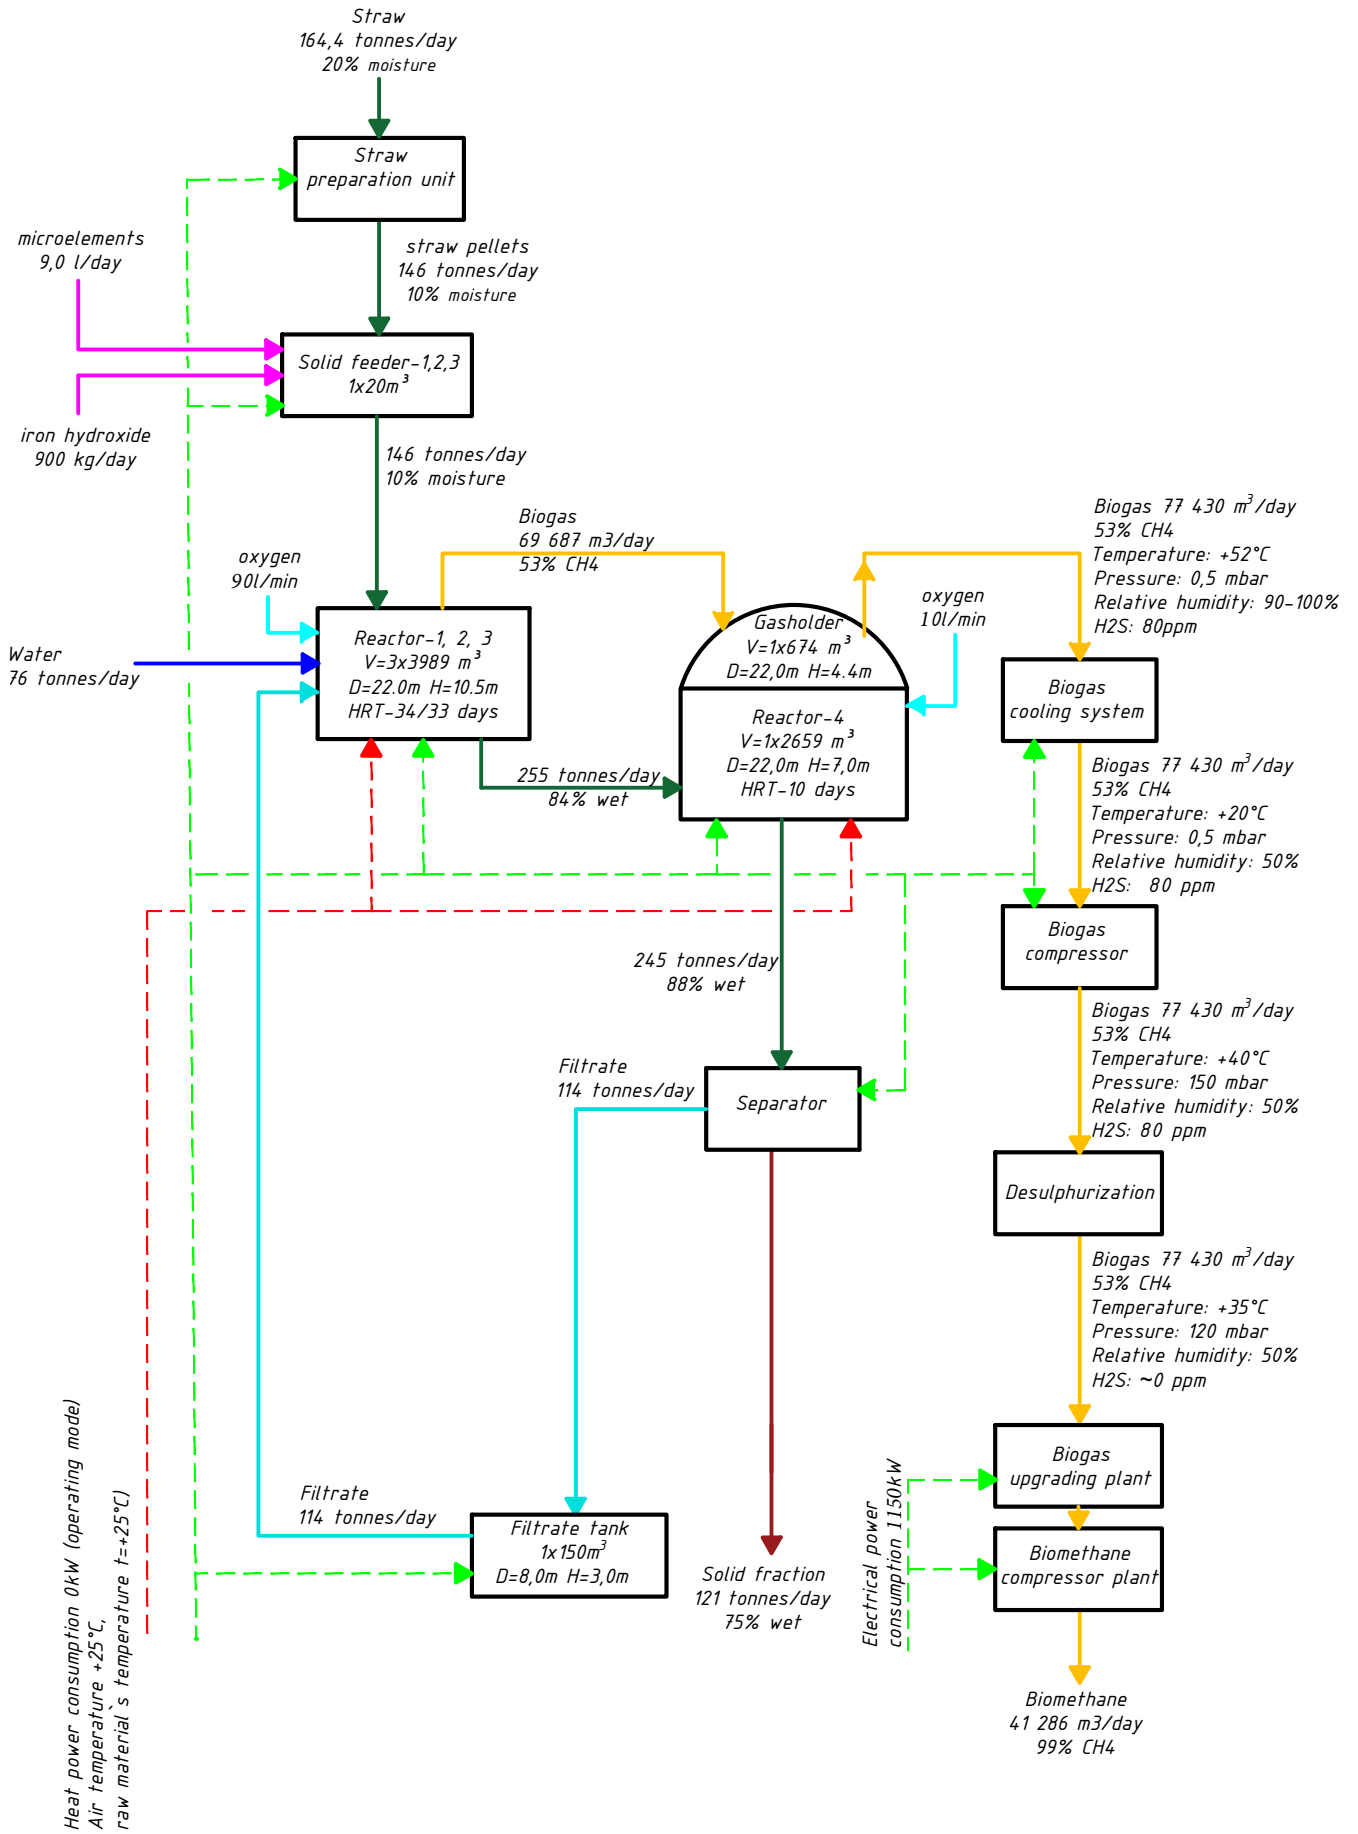 Straw
164,4 tonnes/day
20% moisture
Straw
preparation unit
microelements
9,0 l/day
straw pellets
146 tonnes/day
10% moisture
Solid feeder-1,2,3
1x20m³
iron hydroxide
900 kg/day
146 tonnes/day
10% moisture
Biogas
69 687 m3/day
53% CH4
oxygen
90l/min
Water
76 tonnes/day
Reactor-1, 2, 3
V=3x3989 m³
D=22.0m H=10.5m
HRT-34/33 days
Gasholder
V=1x674 m³
D=22,0m H=4.4m
oxygen
10l/min
Reactor-4
V=1x2659 m³
D=22,0m H=7,0m
HRT-10 days
255 tonnes/day
84% wet
Biogas 77 430 m³/day
53% CH4
Temperature: +52°C
Pressure: 0,5 mbar
Relative humidity: 90-100%
H2S: 80ppm
Biogas
cooling system
Biogas 77 430 m³/day
53% CH4
Temperature: +20°C
Pressure: 0,5 mbar
Relative humidity: 50%
H2S: 80 ppm
Biogas
compressor
245 tonnes/day
88% wet
Biogas 77 430 m³/day
53% CH4
Temperature: +40°C
Pressure: 150 mbar
Relative humidity: 50%
H2S: 80 ppm
Filtrate
114 tonnes/day
Separator
Desulphurization
Biogas 77 430 m³/day
53% CH4
Temperature: +35°C
Pressure: 120 mbar
Relative humidity: 50%
H2S: ~0 ppm
Biogas
upgrading plant
Biomethane
compressor plant
Electrical power
consumption 1150kW
Filtrate
114 tonnes/day
Filtrate tank
1x150m³
D=8,0m H=3,0m
Solid fraction
121 tonnes/day
75% wet
Biomethane
41 286 m3/day
99% CH4
Heat power consumption 0kW (operating mode)
Air temperature +25°C,
raw material`s temperature t=+25°C)